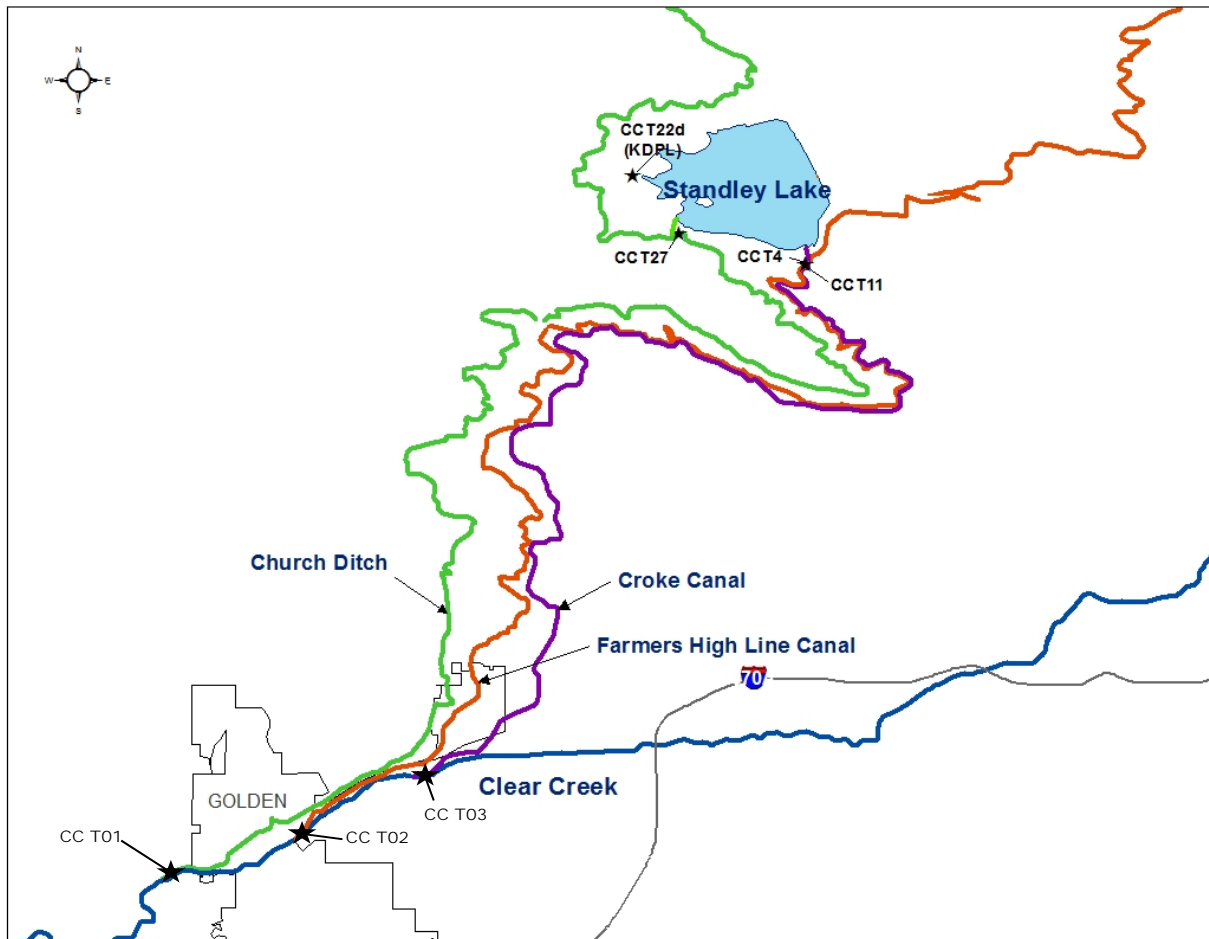 N
W E
S
CCT22d
(KDPL)
Standley Lake
CCT27
CCT4
CCT11
Church Ditch
Croke Canal
Farmers High Line Canal
70
Clear Creek
GOLDEN
CC T03
CC T01
CC T02